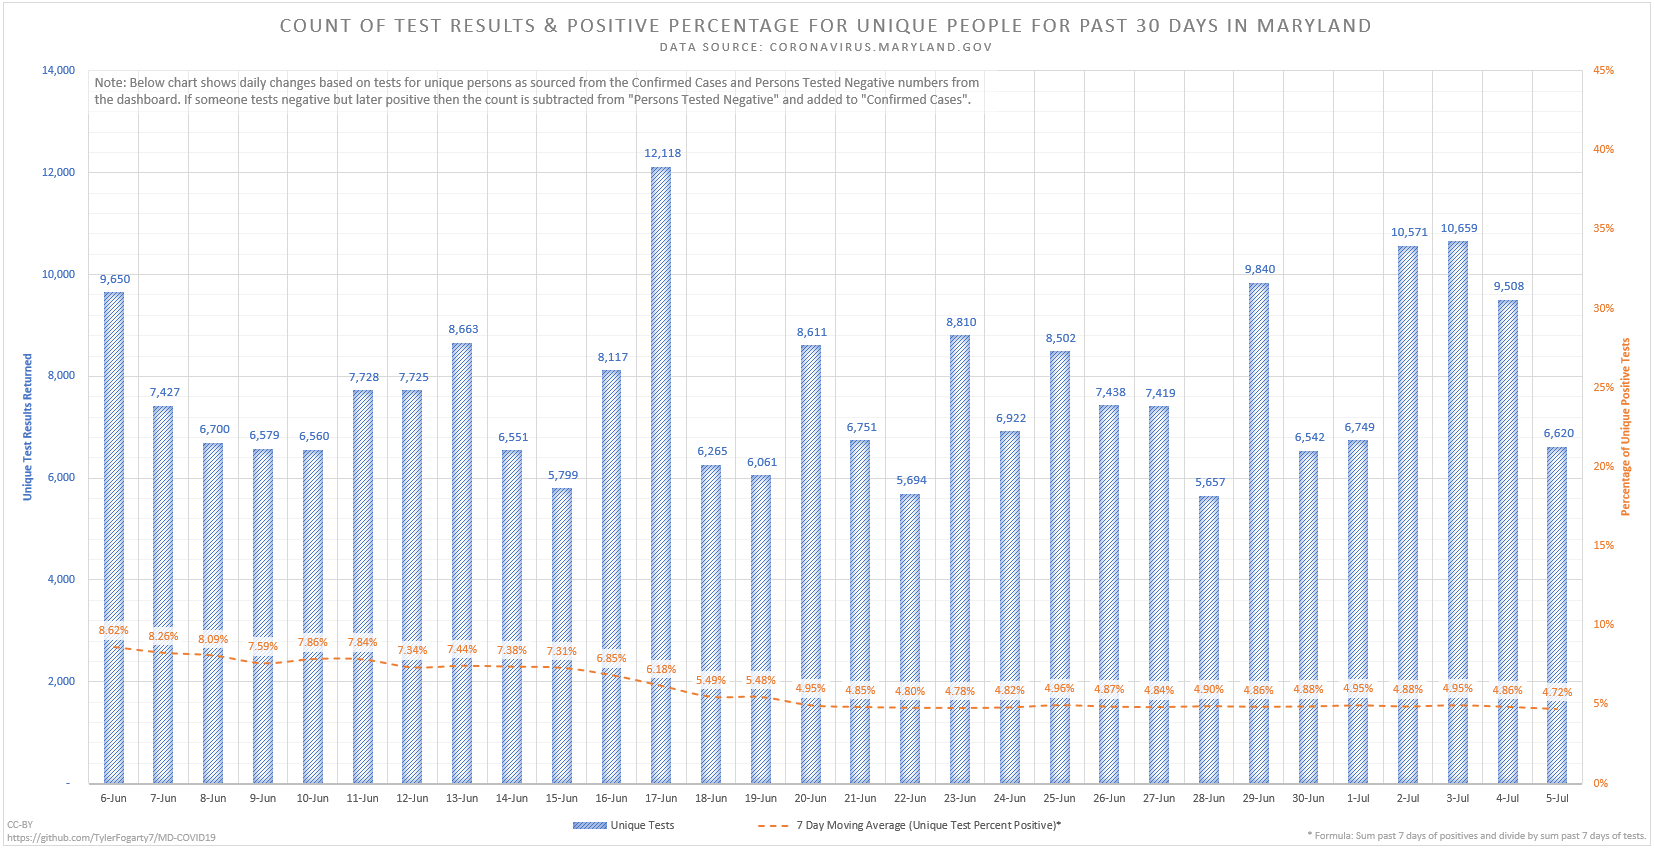 COUNT OF TEST RESULTS & POSITIVE PERCENTAGE FOR UNIQUE PEOPLE FOR PAST 30 DAYS IN MARYLAND
DATA SOURCE: CORONAVIRUS.MARYLAND.GOV
Note: Below chart shows daily changes based on tests for unique persons as sourced from the Confirmed Cases and Persons Tested Negative numbers from
the dashboard. If someone tests negative but later positive then the count is subtracted from "Persons Tested Negative" and added to "Confirmed Cases".
Unique Test Results Returned
14,000
12,000
10,000
8,000
6,000
4,000
2,000
-
45%
40%
35%
30%
25%
20%
15%
10%
5%
0%
Percentage of Unique Positive Tests
9,650 7,427 6,700 6,579 6,560 7,728 7,725 8,663 6,551 5,799 8,117 12,118 6,265 6,061 8,611 6,751 5,694 8,810 6,922 8,502 7,438 7,419 5,657 9,840 6,542 6,749 10,571 10,659 9,508 6,620
8.62% 8.26% 8.09% 7.59% 7.86% 7.84% 7.34% 7.44% 7.38% 7.31% 6.85% 6.18% 5.49% 5.48% 4.95% 4.85% 4.80% 4.78% 4.82% 4.96% 4.87% 4.84% 4.90% 4.86% 4.88% 4.95% 4.88% 4.95% 4.86% 4.72%
6-Jun 7-Jun 8-Jun 9-Jun 10-Jun 11-Jun 12-Jun 13-Jun 14-Jun 15-Jun 16-Jun 17-Jun 18-Jun 19-Jun 20-Jun 21-Jun 22-Jun 23-Jun 24-Jun 25-Jun 26-Jun 27-Jun 28-Jun 29-Jun 30-Jun 1-Jul 2-Jul 3-Jul 4-Jul 5-Jul
Unique Tests 7 Day Moving Average (Unique Test Percent Positive)*
CC-BY
https://github.com/TylerFogarty7/MD-COVID19
* Formula: Sum past 7 days of positives and divide by sum past 7 days of tests.